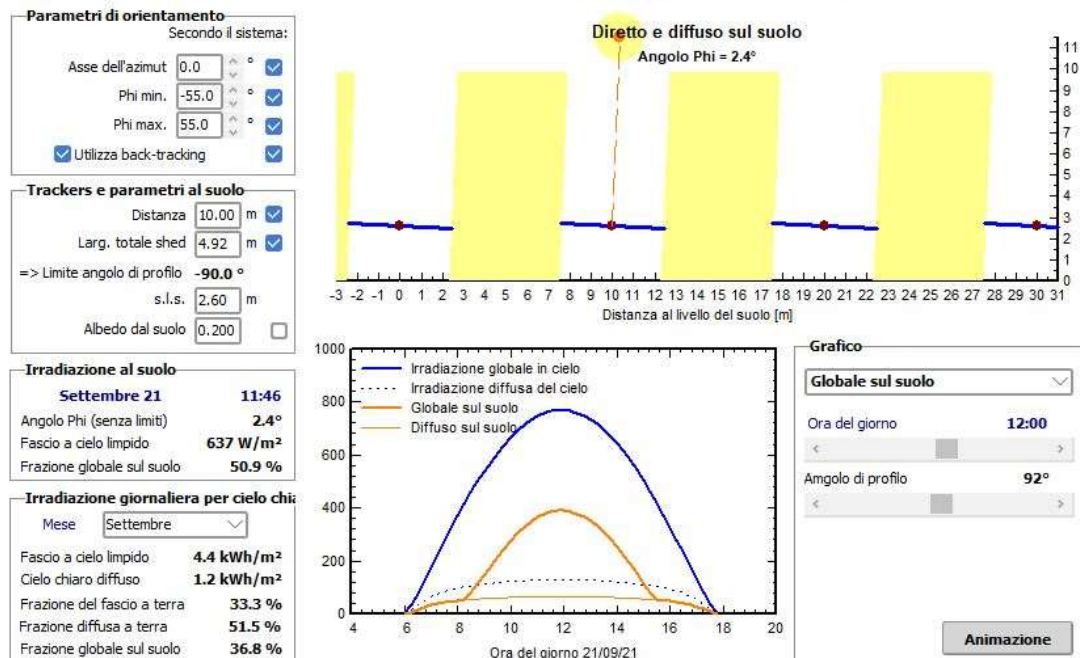 Parametri di orientamento
Secondo il sistema:
Asse dell'azimut 0.0 °
Phi min. -55.0 °
Phi max. 55.0 °
Utilizza back-tracking
Trackers e parametri al suolo
Distanza 10.00 m
Larg. totale shed 4.92 m
=> Limite angolo di profilo -90.0 °
s.l.s. 2.60 m
Albedo dal suolo 0.200
Irradiazione al suolo
Settembre 21 11:46
Angolo Phi (senza limiti) 2.4°
Fascio a cielo limpido 637 W/m²
Frazione globale sul suolo 50.9 %
Irradiazione giornaliera per cielo chia
Mese Settembre
Fascio a cielo limpido 4.4 kWh/m²
Cielo chiaro diffuso 1.2 kWh/m²
Frazione del fascio a terra 33.3 %
Frazione diffusa a terra 51.5 %
Frazione globale sul suolo 36.8 %
Diretto e diffuso sul suolo
Angolo Phi = 2.4°
11
10
9
8
7
6
5
4
3
2
1
0
-3 -2 -1 0 1 2 3 4 5 6 7 8 9 10 11 12 13 14 15 16 17 18 19 20 21 22 23 24 25 26 27 28 29 30 31
Distanza al livello del suolo [m]
1000
800
600
400
200
0
Irradiazione globale in cielo
Irradiazione diffusa del cielo
Globale sul suolo
Diffuso sul suolo
4 6 8 10 12 14 16 18 20
Ora del giorno 21/09/21
Grafico
Globale sul suolo
Ora del giorno 12:00
Amgolo di profilo 92°
Animazione